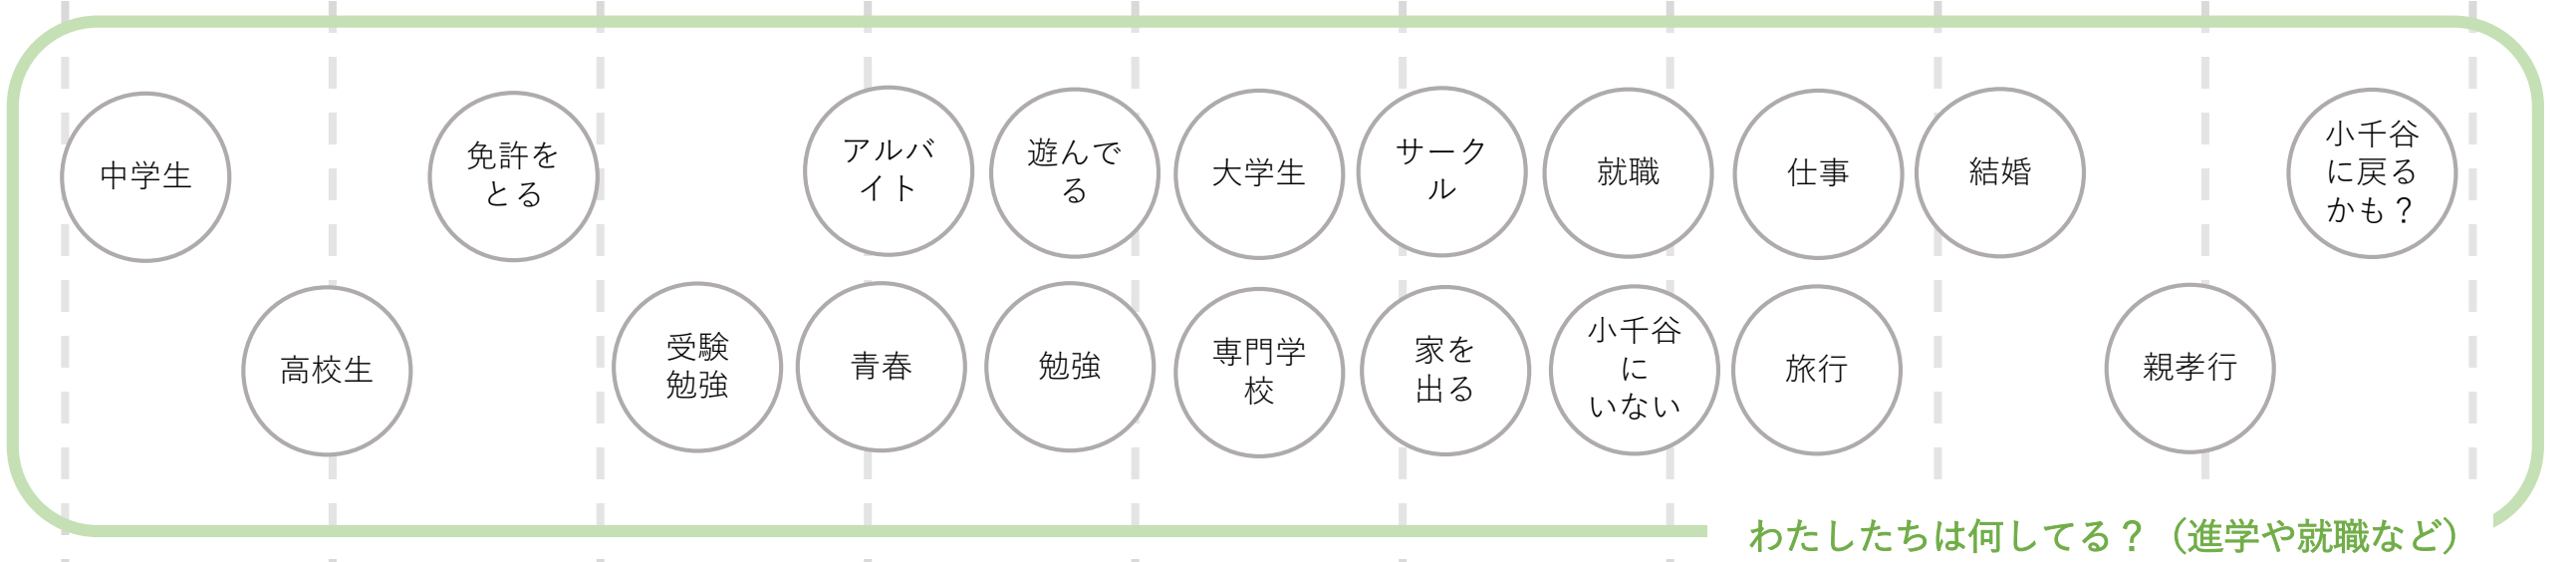 中学生
高校生
免許を
とる
受験
勉強
アルバ
イト
青春
遊んで
る
勉強
大学生
専門学
校
サーク
ル
家を
出る
就職
小千谷
に
いない
仕事
旅行
結婚
親孝行
小千谷
に戻る
かも？
わたしたちは何してる？（進学や就職など）